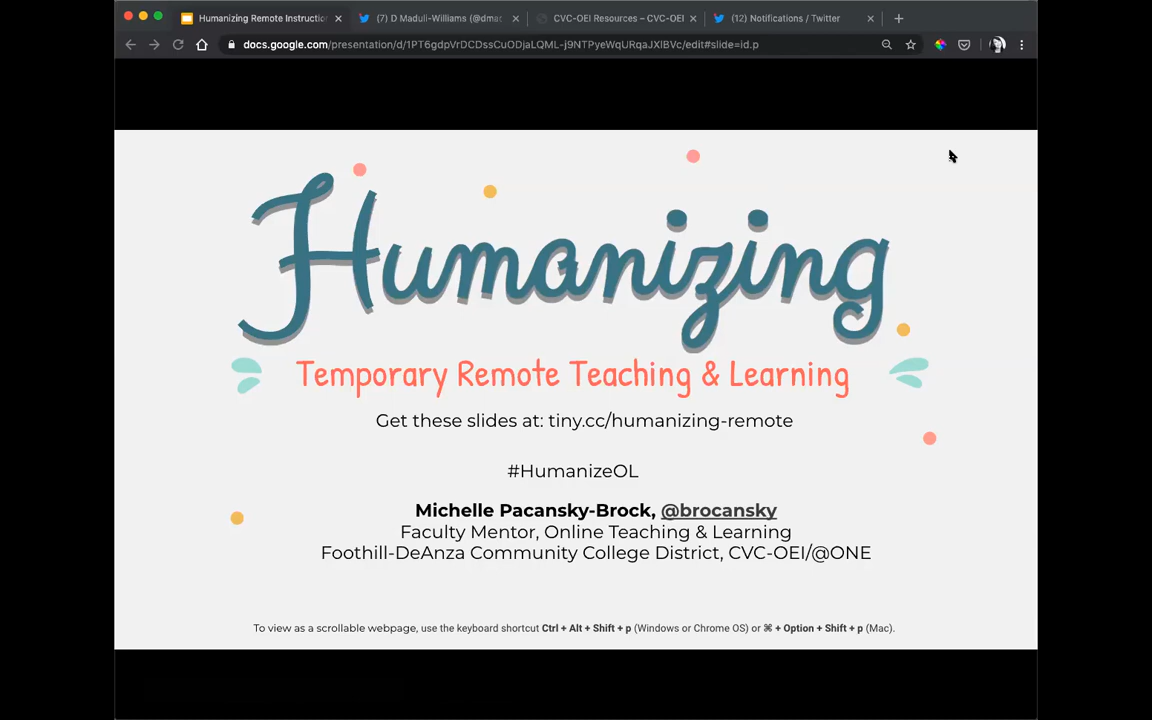 Humanizing Remote Instructio
(7) D Maduli-Williams (@dmac
CVC-OEI Resources – CVC-OEI
(12) Notifications / Twitter
docs.google.com/presentation/d/1PT6gdpVrDCDssCuODjaLQML-j9NTPyeWqURqaJXlBVc/edit#slide=id.p
Humanizing
Temporary Remote Teaching & Learning
Get these slides at: tiny.cc/humanizing-remote
#HumanizeOL
Michelle Pacansky-Brock, @brocansky
Faculty Mentor, Online Teaching & Learning
Foothill-DeAnza Community College District, CVC-OEI/@ONE
To view as a scrollable webpage, use the keyboard shortcut Ctrl + Alt + Shift + p (Windows or Chrome OS) or ⌘ + Option + Shift + p (Mac).